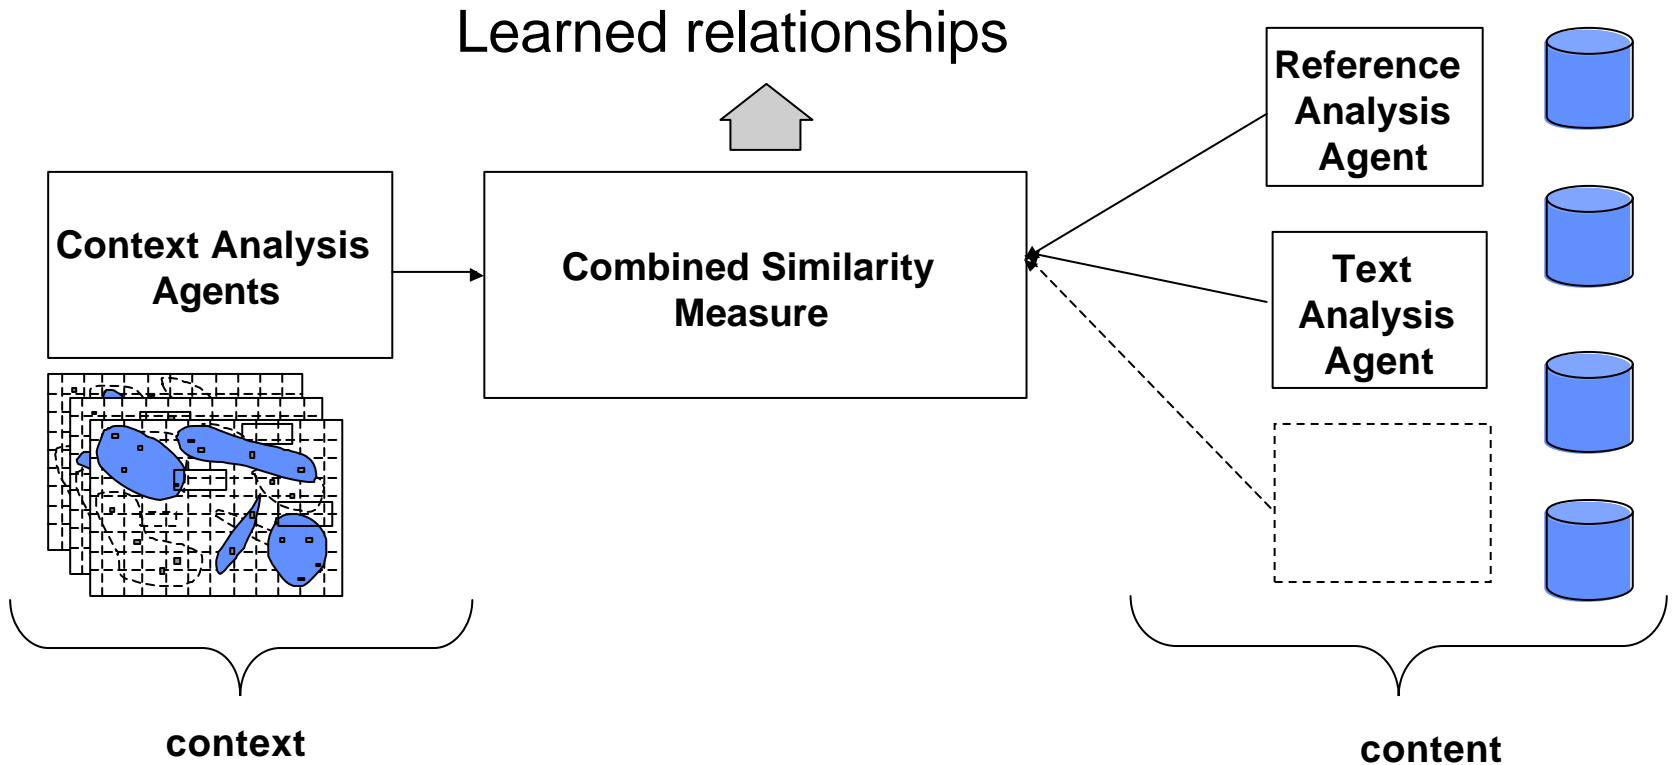 Learned relationships
Context Analysis
Agents
Combined Similarity
Measure
Reference
Analysis
Agent
Text
Analysis
Agent
context
content